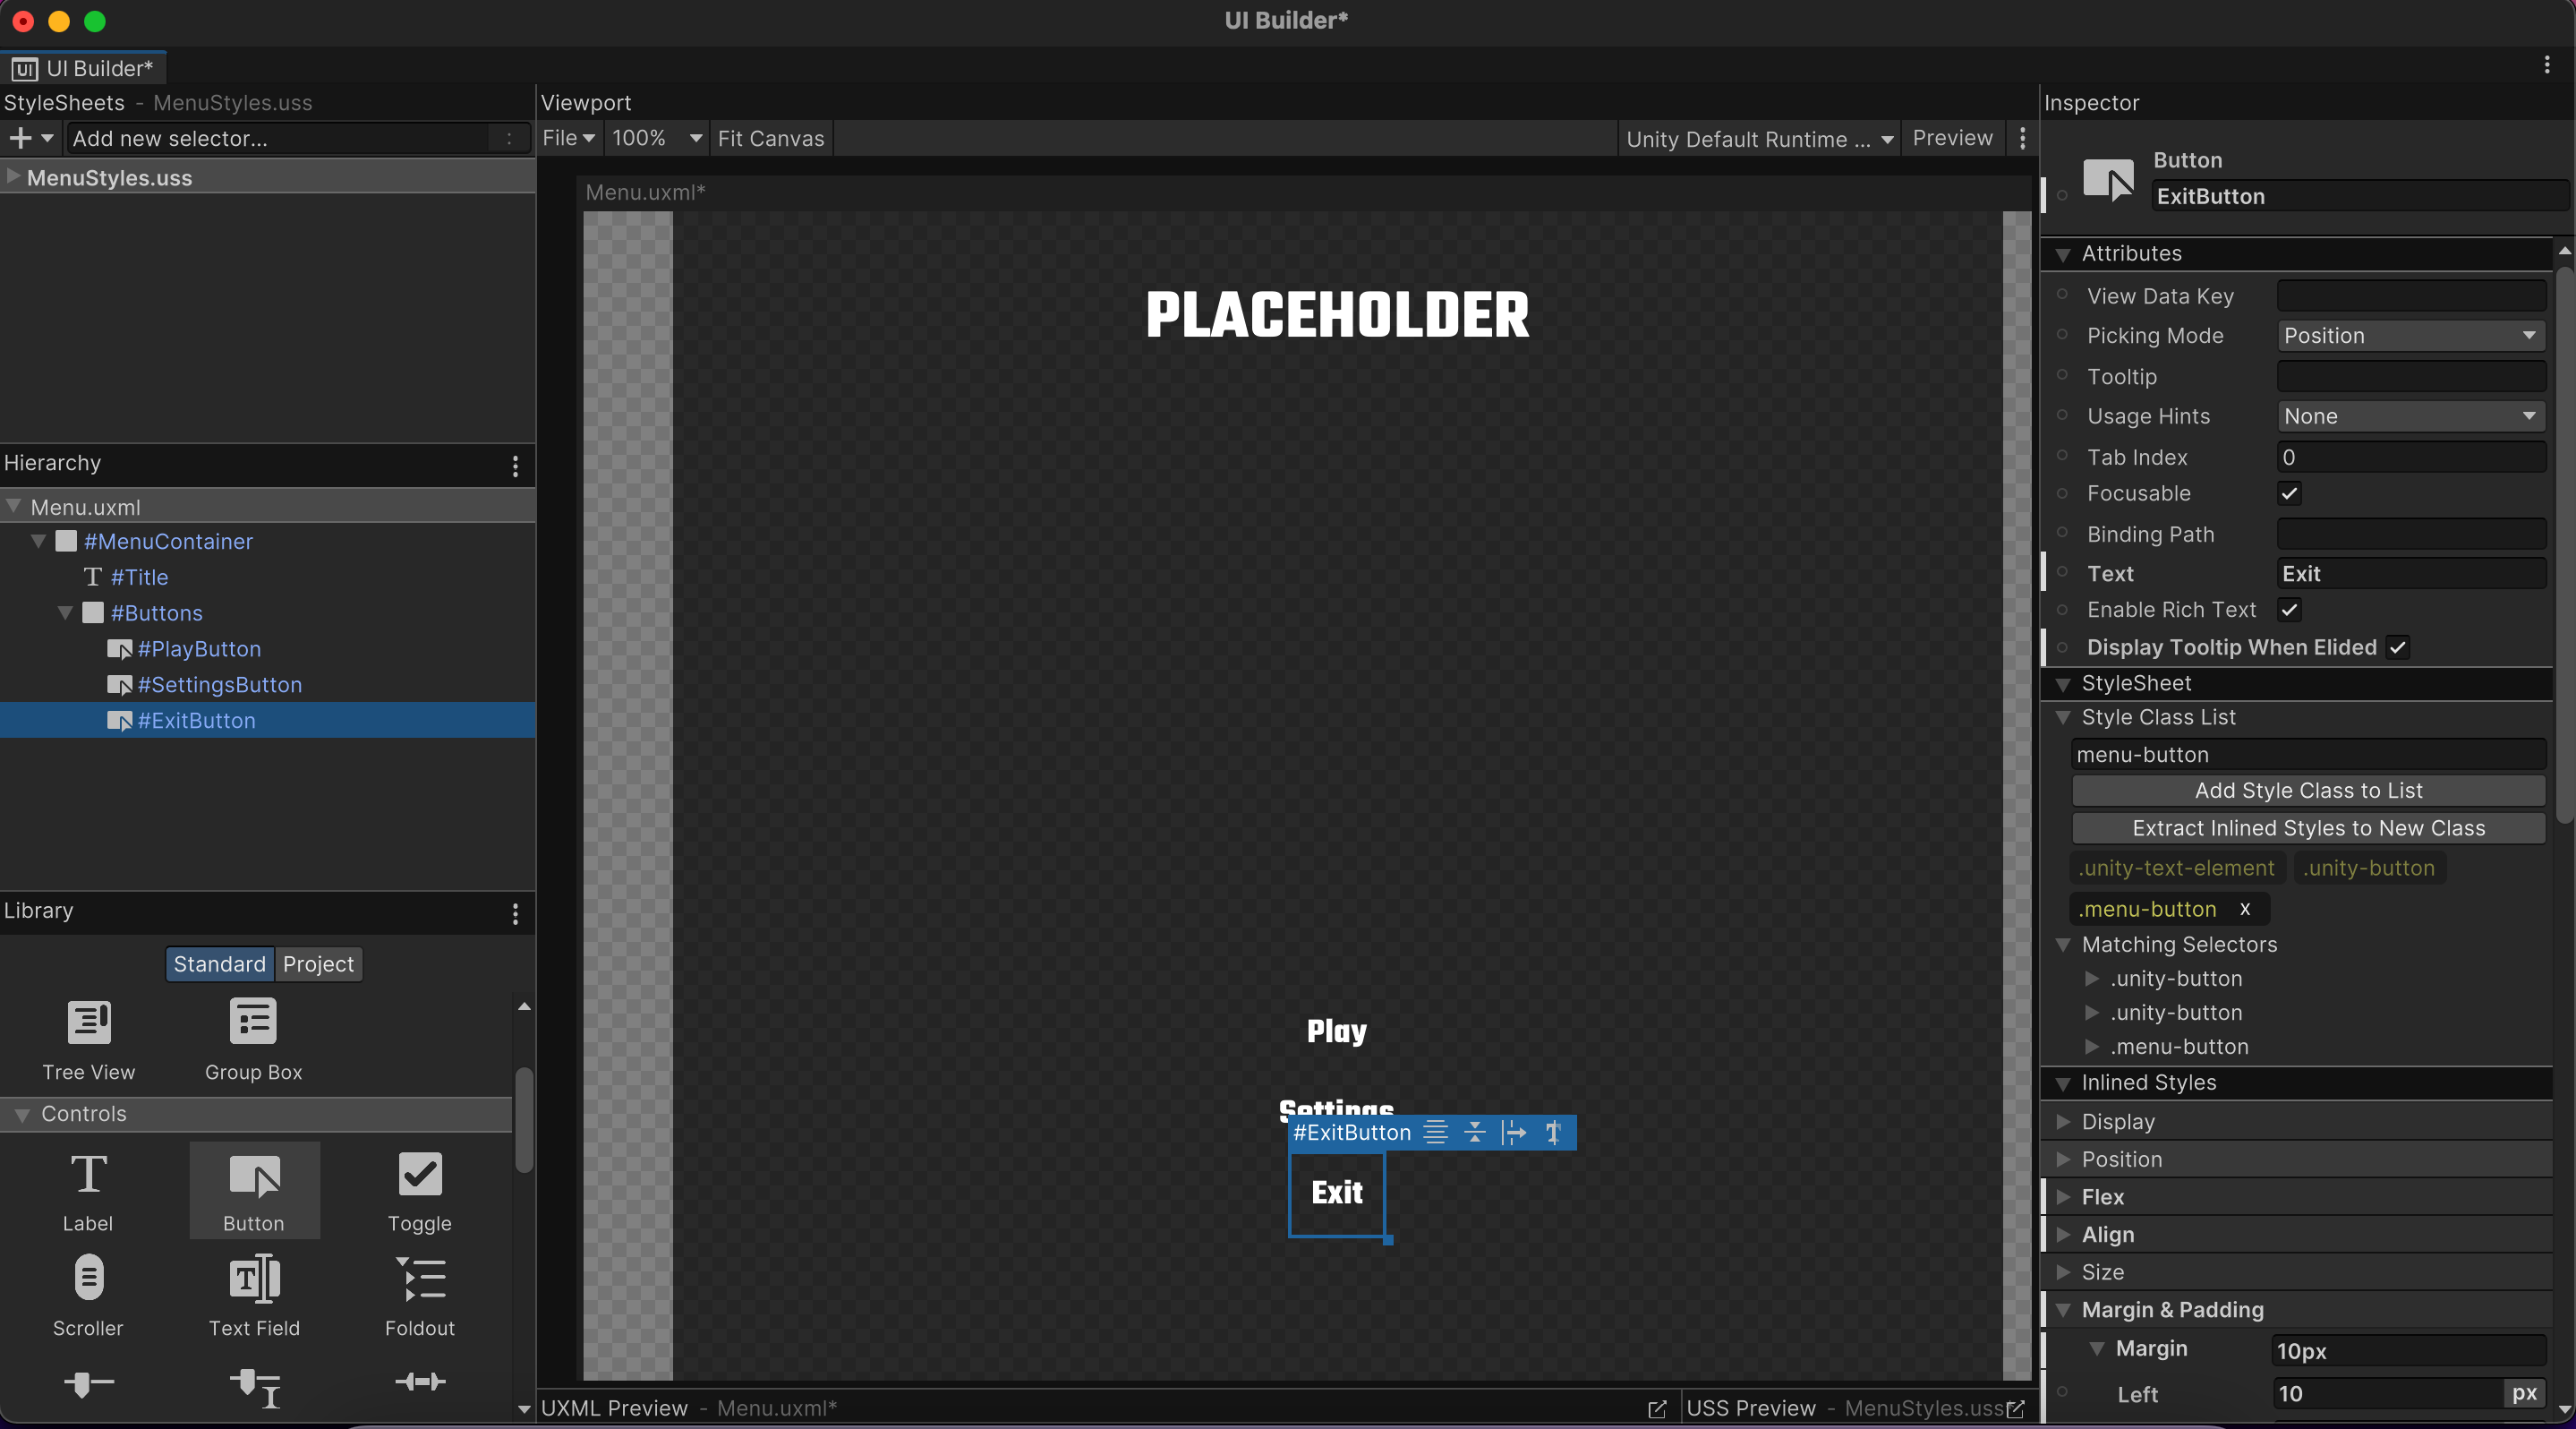 UI Builder*
UI Builder*
StyleSheets - MenuStyles.uss
Add new selector...
MenuStyles.uss
Hierarchy
Menu.uxml
#MenuContainer
#Title
#Buttons
#PlayButton
#SettingsButton
#ExitButton
Library
Standard Project
Tree View Group Box
Controls
Label Button Toggle
Scroller Text Field Foldout
Viewport
File 100% Fit Canvas Unity Default Runtime ... Preview
Menu.uxml*
PLACEHOLDER
Play
Settings
#ExitButton
Exit
UXML Preview - Menu.uxml* USS Preview - MenuStyles.uss
Inspector
Button
ExitButton
Attributes
View Data Key
Picking Mode Position
Tooltip
Usage Hints None
Tab Index 0
Focusable
Binding Path
Text Exit
Enable Rich Text
Display Tooltip When Elided
StyleSheet
Style Class List
menu-button
Add Style Class to List
Extract Inlined Styles to New Class
.unity-text-element .unity-button
.menu-button x
Matching Selectors
.unity-button
.unity-button
.menu-button
Inlined Styles
Display
Position
Flex
Align
Size
Margin & Padding
Margin 10px
Left 10 px